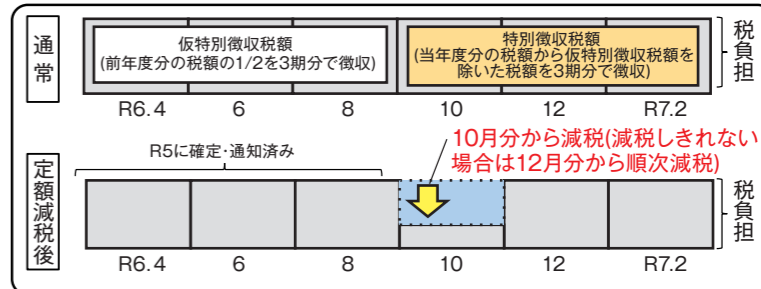 通常
仮特別徴収税額
(前年度分の税額の1/2を3期分で徴収)
特別徴収税額
(当年度分の税額から仮特別徴収税額を
除いた税額を3期分で徴収)
税負担
R6.4 6 8 10 12 R7.2
定額減税後
R5に確定・通知済み
10月分から減税(減税しきれない
場合は12月分から順次減税)
税負担
R6.4 6 8 10 12 R7.2